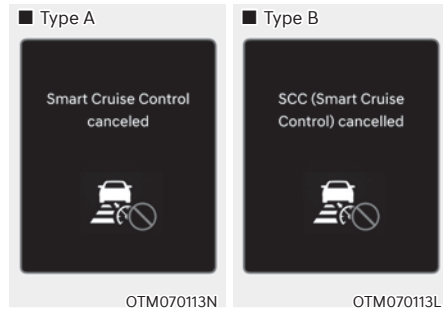 ■ Type A
Smart Cruise Control
canceled
OTM070113N
■ Type B
SCC (Smart Cruise
Control) cancelled
OTM070113L